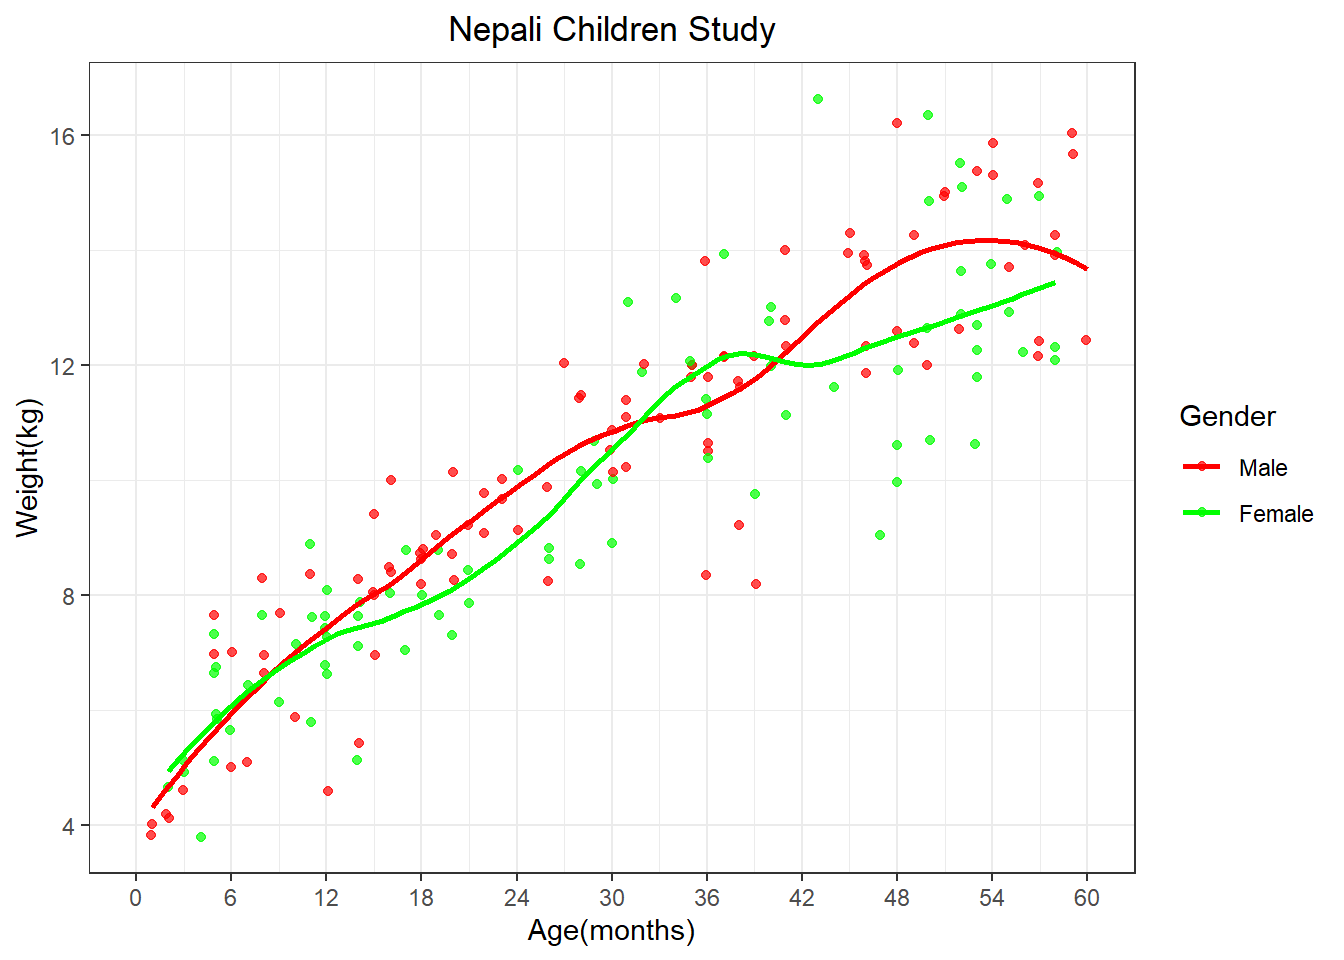 Nepali Children Study
16
12
8
4
Weight(kg)
0 6 12 18 24 30 36 42 48 54 60
Age(months)
Gender
Male
Female